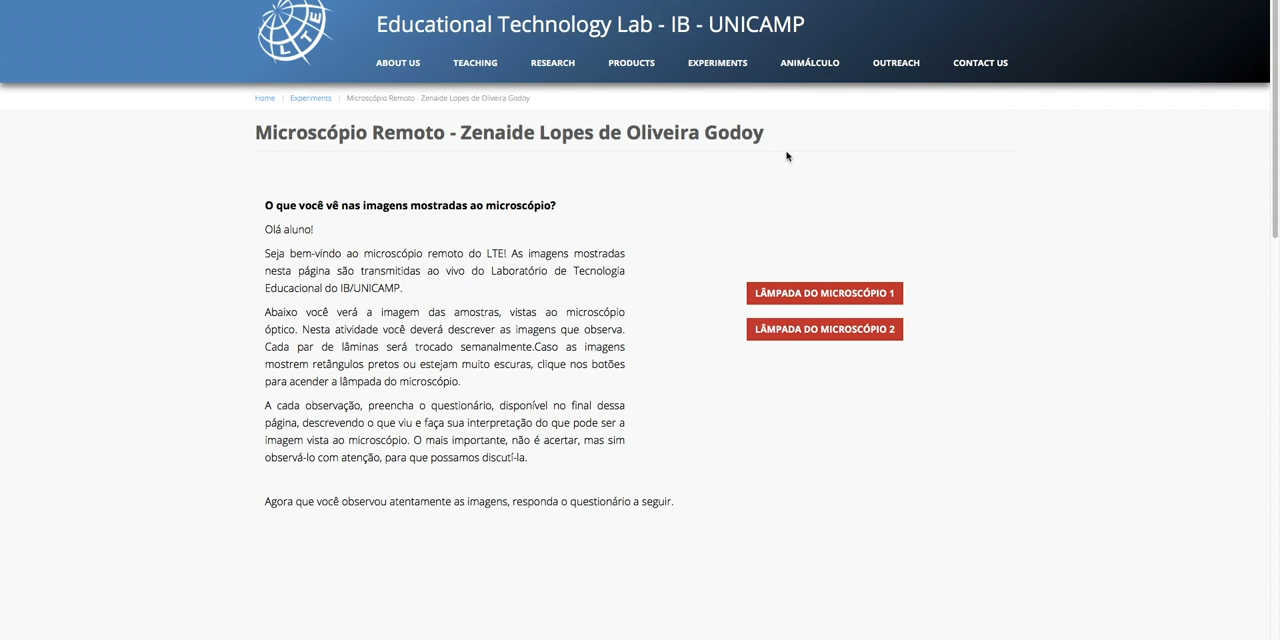 LTE
Educational Technology Lab - IB - UNICAMP
ABOUT US TEACHING RESEARCH PRODUCTS EXPERIMENTS ANIMÁLCULO OUTREACH CONTACT US
Home | Experiments | Microscópio Remoto - Zenaide Lopes de Oliveira Godoy
Microscópio Remoto - Zenaide Lopes de Oliveira Godoy
O que você vê nas imagens mostradas ao microscópio?
Olá aluno!
Seja bem-vindo ao microscópio remoto do LTE! As imagens mostradas
nesta página são transmitidas ao vivo do Laboratório de Tecnologia
Educacional do IB/UNICAMP.
Abaixo você verá a imagem das amostras, vistas ao microscópio
óptico. Nesta atividade você deverá descrever as imagens que observa.
Cada par de lâminas será trocado semanalmente.Caso as imagens
mostrem retângulos pretos ou estejam muito escuras, clique nos botões
para acender a lâmpada do microscópio.
A cada observação, preencha o questionário, disponível no final dessa
página, descrevendo o que viu e faça sua interpretação do que pode ser a
imagem vista ao microscópio. O mais importante, não é acertar, mas sim
observá-lo com atenção, para que possamos discutí-la.
LÂMPADA DO MICROSCÓPIO 1
LÂMPADA DO MICROSCÓPIO 2
Agora que você observou atentamente as imagens, responda o questionário a seguir.